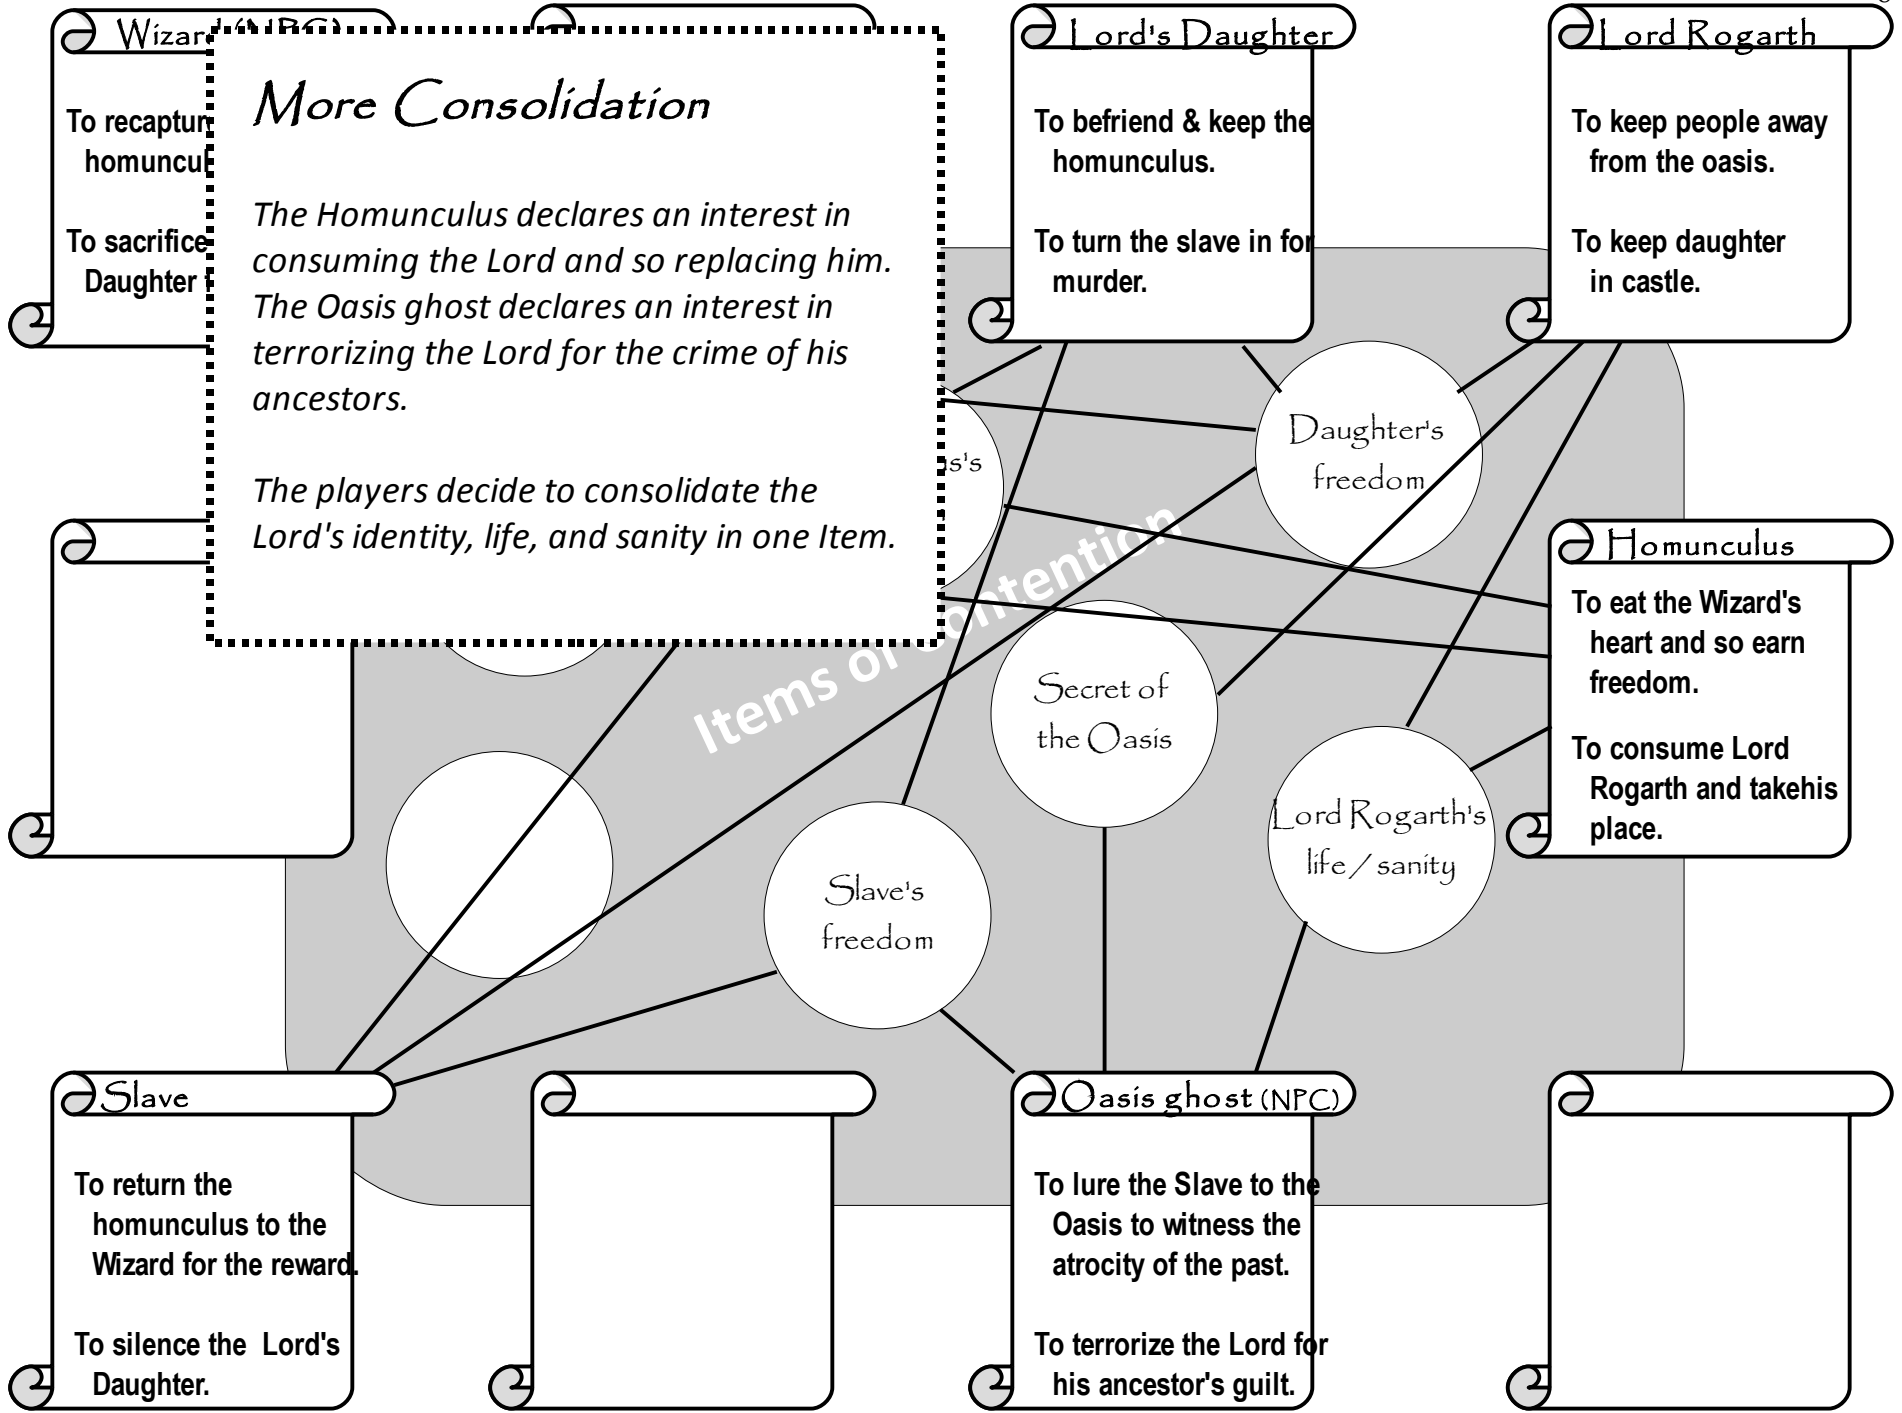 Wizard (NPC)
To recaptur
homuncul
To sacrifice
Daughter
More Consolidation
The Homunculus declares an interest in
consuming the Lord and so replacing him.
The Oasis ghost declares an interest in
terrorizing the Lord for the crime of his
ancestors.
The players decide to consolidate the
Lord's identity, life, and sanity in one Item.
Lord's Daughter
To befriend & keep the
homunculus.
To turn the slave in for
murder.
Lord Rogarth
To keep people away
from the oasis.
To keep daughter
in castle.
Daughter's
freedom
Items of Contention
Homunculus
To eat the Wizard's
heart and so earn
freedom.
To consume Lord
Rogarth and takehis
place.
Secret of
the Oasis
Lord Rogarth's
life / sanity
Slave's
freedom
Slave
To return the
homunculus to the
Wizard for the reward.
To silence the Lord's
Daughter.
Oasis ghost (NPC)
To lure the Slave to the
Oasis to witness the
atrocity of the past.
To terrorize the Lord for
his ancestor's guilt.